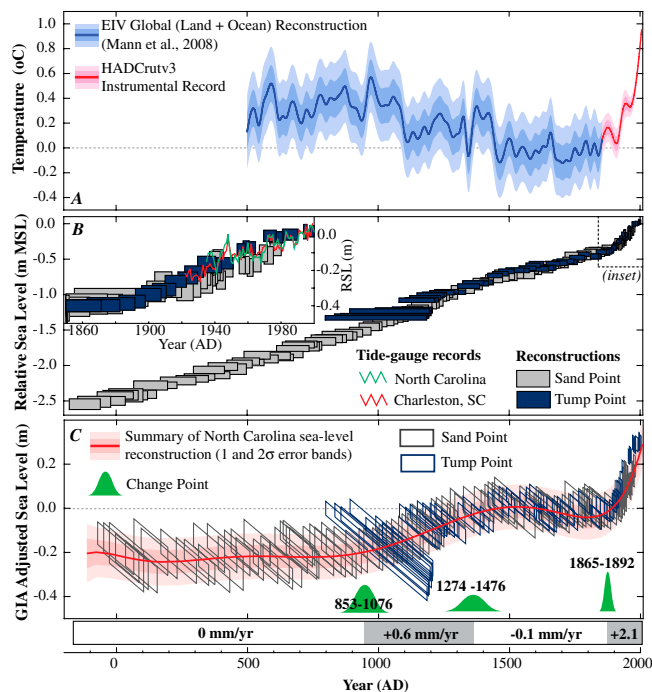 1.0
0.8
0.6
0.4
0.2
0.0
-0.2
-0.4
Temperature (oC)
EIV Global (Land + Ocean) Reconstruction
(Mann et al., 2008)
HADCrutv3
Instrumental Record
A
B
0.0
-0.5
-1.0
-1.5
-2.0
-2.5
Relative Sea Level (m MSL)
0.0
-0.2
-0.4
RSL (m)
1860
1900
1940
1980
Year (AD)
(inset)
Tide-gauge records
North Carolina
Charleston, SC
Reconstructions
Sand Point
Tump Point
C
0.2
0.0
-0.2
-0.4
GIA Adjusted Sea Level (m)
Summary of North Carolina sea-level
reconstruction (1 and 2σ error bands)
Change Point
Sand Point
Tump Point
853-1076
1274 -1476
1865-1892
0 mm/yr
+0.6 mm/yr
-0.1 mm/yr
+2.1
0
500
1000
1500
2000
Year (AD)